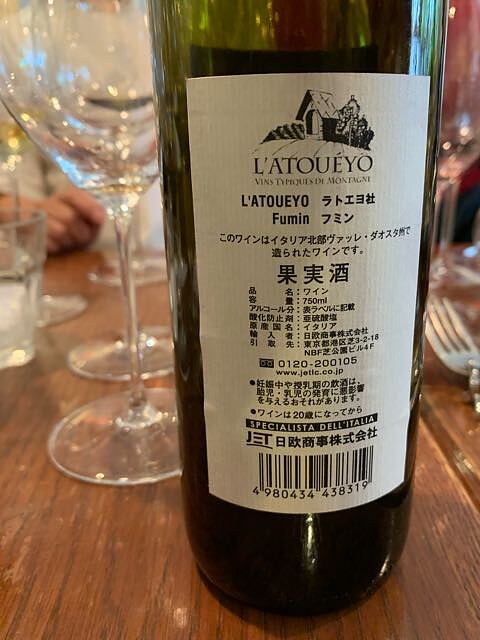 L'ATOUÉYO
VINS TYPIQUES DE MONTAGNE
L'ATOUEYO ラトエヨ社
Fumin フミン
このワインはイタリア北部ヴァッレ・ダオスタ州で
造られたワインです。
果実酒
品名：ワイン
容量：750ml
アルコール分：表ラベルに記載
酸化防止剤：亜硫酸塩
原産国名：イタリア
輸入者：日欧商事株式会社
引取先：東京都港区芝3-2-18
NBF芝公園ビル4F
0120-200105
www.jetlc.co.jp
●妊娠中や授乳期の飲酒は、
胎児・乳児の発育に悪影響
を与えるおそれがあります。
●ワインは20歳になってから
SPECIALISTA DELL'ITALIA
JET 日欧商事株式会社
4 980434 438319